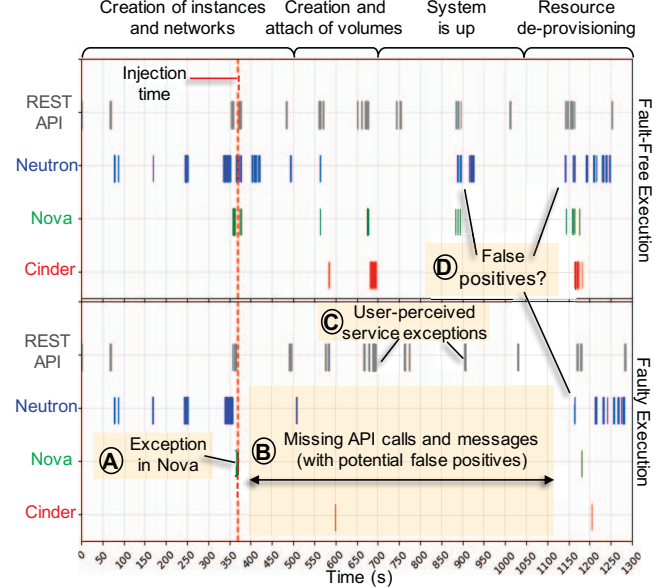 Creation of instances
and networks
Creation and
attach of volumes
System
is up
Resource
de-provisioning
Injection
time
REST
API
Neutron
Nova
Cinder
Fault-Free Execution
D
False
positives?
C
User-perceived
service exceptions
REST
API
Neutron
Nova
Cinder
Faulty Execution
A
Exception
in Nova
B
Missing API calls and messages
(with potential false positives)
0 50 100 150 200 250 300 350 400 450 500 550 600 650 700 750 800 850 900 950 1000 1050 1100 1150 1200 1250 1300
Time (s)